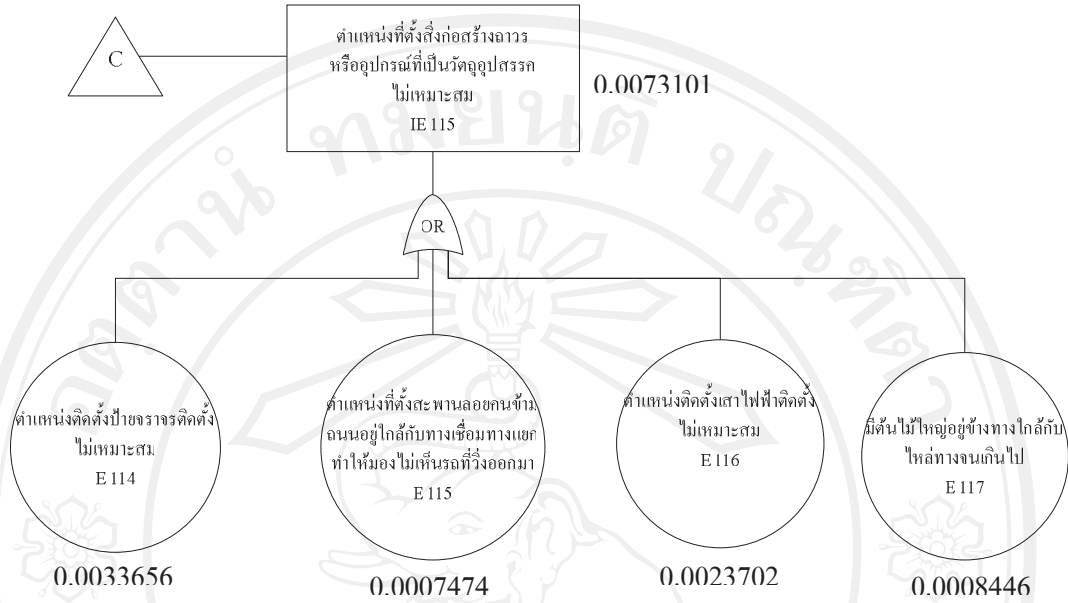 C
ตำแหน่งที่ตั้งสิ่งก่อสร้างถาวร
หรืออุปกรณ์ที่เป็นวัตถุอุปสรรค
ไม่เหมาะสม
IE 115
0.0073101
OR
ตำแหน่งติดตั้งป้ายจราจรติดตั้ง
ไม่เหมาะสม
E 114
0.0033656
ตำแหน่งที่ตั้งสะพานลอยคนข้าม
ถนนอยู่ใกล้กับทางเชื่อมทางแยก
ทำให้มองไม่เห็นรถที่วิ่งออกมา
E 115
0.0007474
ตำแหน่งติดตั้งเสาไฟฟ้าติดตั้ง
ไม่เหมาะสม
E 116
0.0023702
มีต้นไม้ใหญ่อยู่ข้างทางใกล้กับ
ไหล่ทางจนเกินไป
E 117
0.0008446